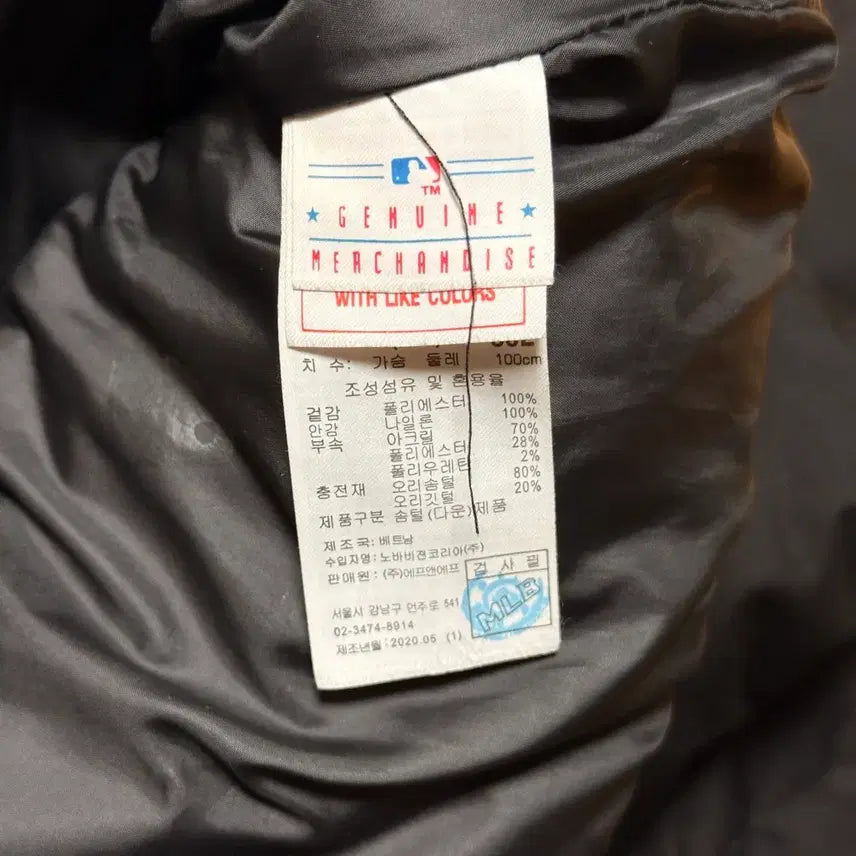 TM
GENUINE
MERCHANDISE
WITH LIKE COLORS
치 수: 가슴 둘레 100cm
조성섬유 및 혼용율
겉감 폴리에스터 100%
안감 나일론 100%
부속 아크릴 70%
폴리에스터 28%
폴리우레탄 2%
충전재 오리솜털 80%
오리깃털 20%
제품구분 솜털(다운)제품
제조국: 베트남
수입자명: 노바비젼코리아(주)
판매원: (주)에프앤에프
검 사 필
MLB
서울시 강남구 언주로 541
02-3474-8914
제조년월: 2020.05 (1)